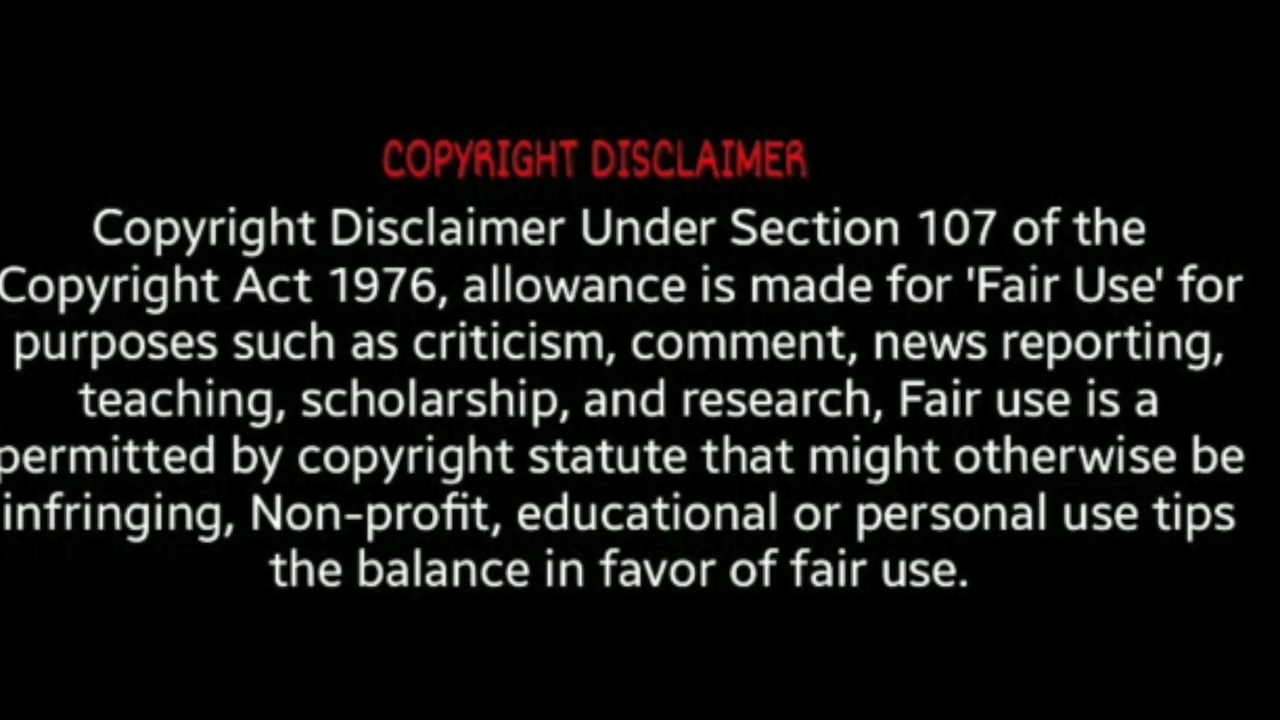 COPYRIGHT DISCLAIMER
Copyright Disclaimer Under Section 107 of the
Copyright Act 1976, allowance is made for 'Fair Use' for
purposes such as criticism, comment, news reporting,
teaching, scholarship, and research, Fair use is a
permitted by copyright statute that might otherwise be
infringing, Non-profit, educational or personal use tips
the balance in favor of fair use.